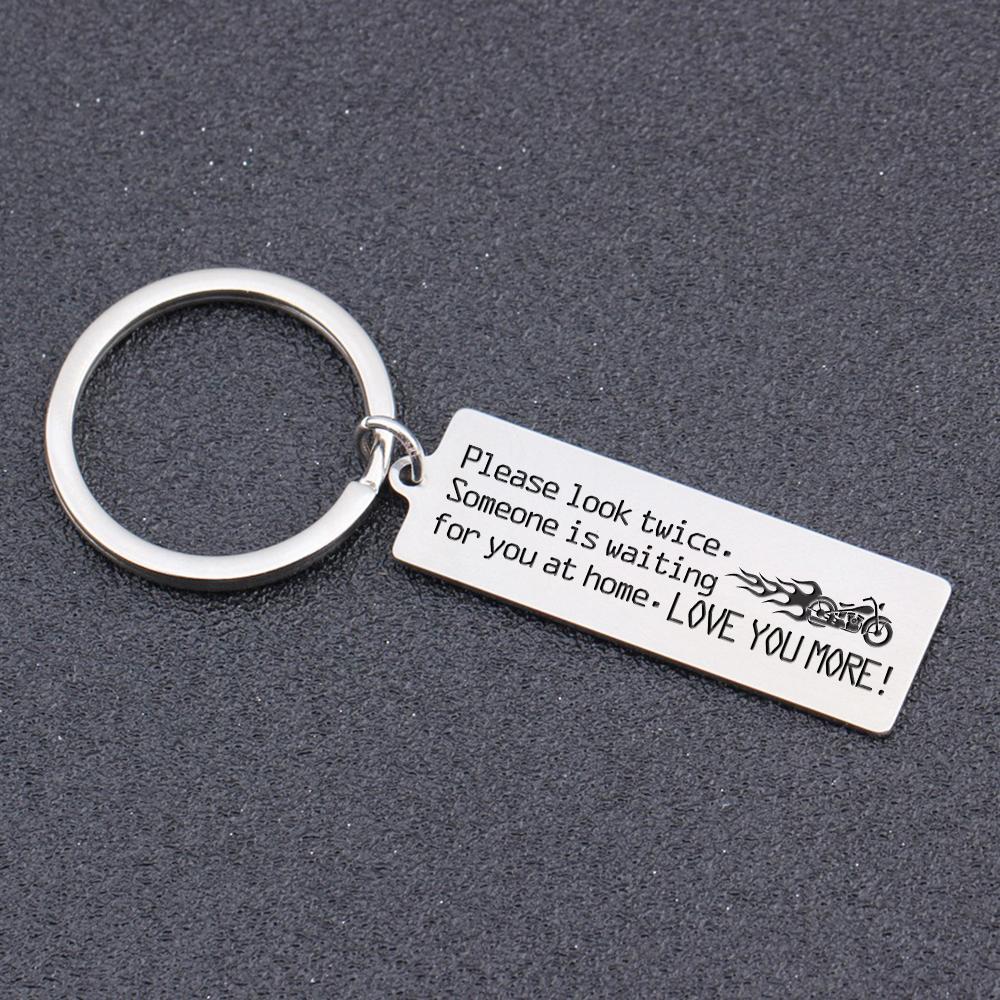 Please look twice.
Someone is waiting
for you at home. LOVE YOU MORE!